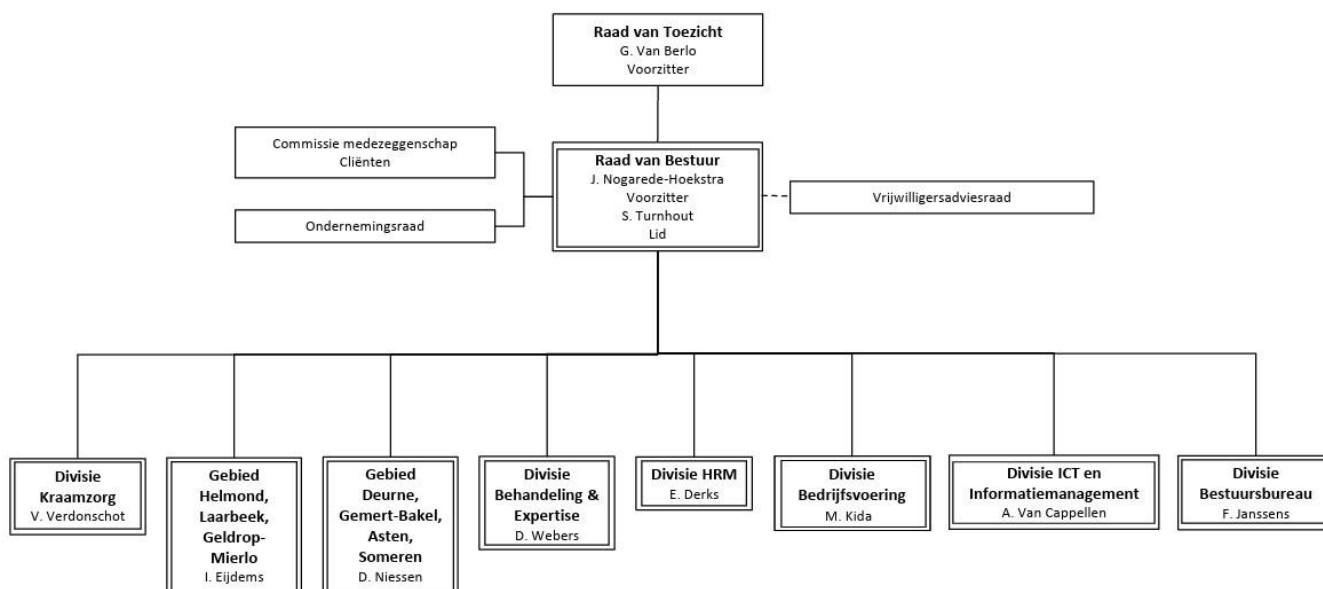 Raad van Toezicht
G. Van Berlo
Voorzitter
Commissie medezeggenschap
Cliënten
Ondernemingsraad
Raad van Bestuur
J. Nogarede-Hoekstra
Voorzitter
S. Turnhout
Lid
Vrijwilligersadviesraad
Divisie
Kraamzorg
V. Verdonschot
Gebied
Helmond,
Laarbeek,
Geldrop-
Mierlo
I. Eijdems
Gebied
Deurne,
Gemert-Bakel,
Asten,
Someren
D. Niessen
Divisie
Behandeling &
Expertise
D. Webers
Divisie HRM
E. Derks
Divisie
Bedrijfsvoering
M. Kida
Divisie ICT en
Informatiemanagement
A. Van Cappellen
Divisie
Bestuursbureau
F. Janssens